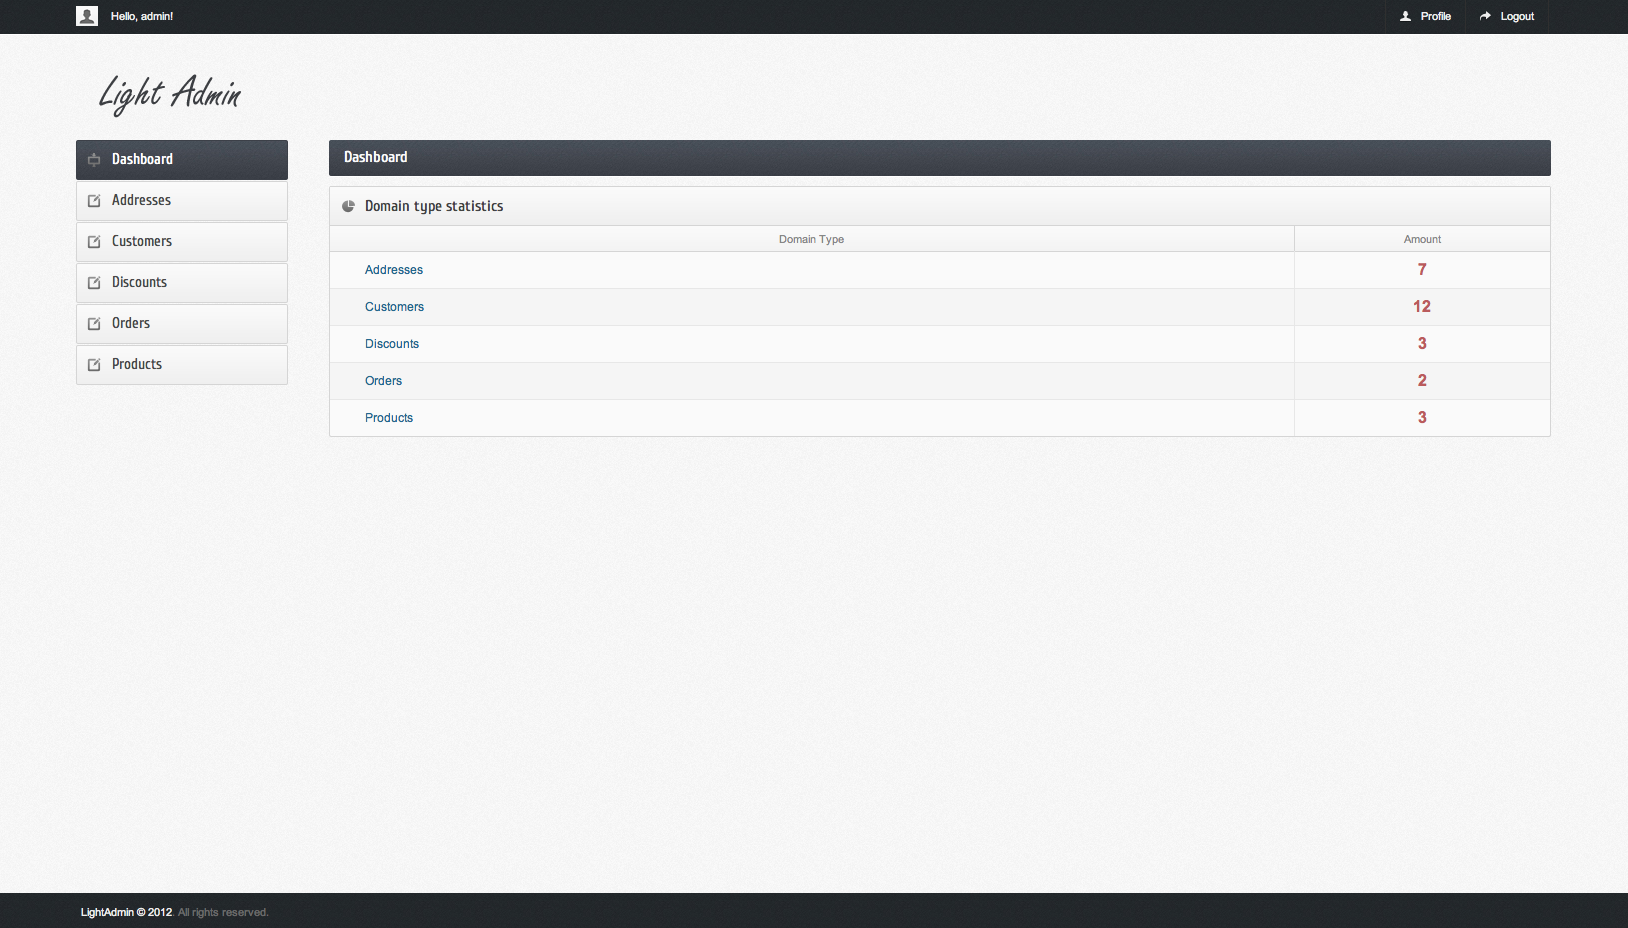 Hello, admin!
Profile
Logout
Light Admin
Dashboard
Addresses
Customers
Discounts
Orders
Products
Dashboard
Domain type statistics
Domain Type Amount
Addresses 7
Customers 12
Discounts 3
Orders 2
Products 3
LightAdmin © 2012. All rights reserved.